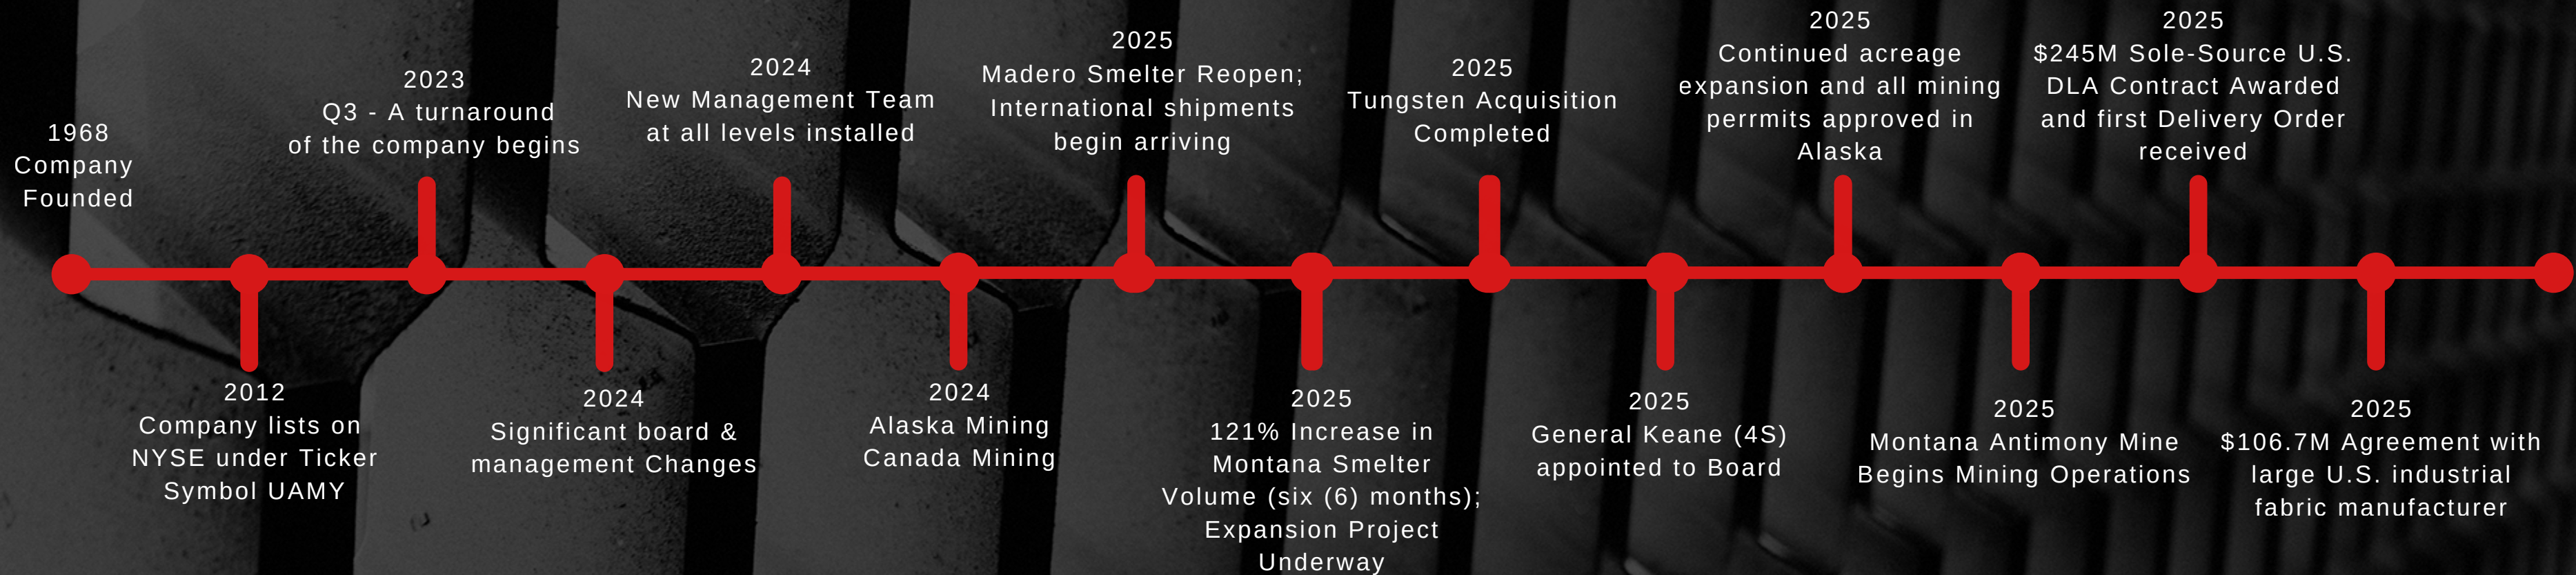 1968
Company
Founded
2012
Company lists on
NYSE under Ticker
Symbol UAMY
2023
Q3 - A turnaround
of the company begins
2024
Significant board &
management Changes
2024
New Management Team
at all levels installed
2024
Alaska Mining
Canada Mining
2025
Madero Smelter Reopen;
International shipments
begin arriving
2025
121% Increase in
Montana Smelter
Volume (six (6) months);
Expansion Project
Underway
2025
Tungsten Acquisition
Completed
2025
General Keane (4S)
appointed to Board
2025
Continued acreage
expansion and all mining
perrmits approved in
Alaska
2025
Montana Antimony Mine
Begins Mining Operations
2025
$245M Sole-Source U.S.
DLA Contract Awarded
and first Delivery Order
received
2025
$106.7M Agreement with
large U.S. industrial
fabric manufacturer